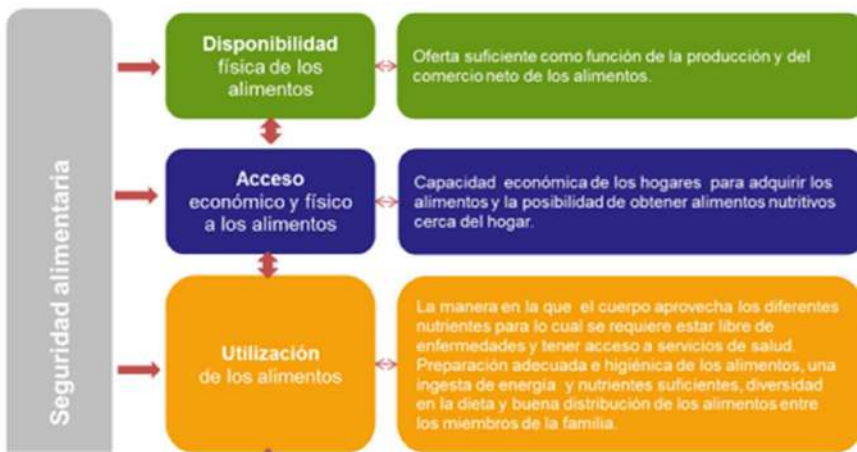 Seguridad alimentaria
Disponibilidad
física de los
alimentos
Oferta suficiente como función de la producción y del
comercio neto de los alimentos.
Acceso
económico y físico
a los alimentos
Capacidad económica de los hogares para adquirir los
alimentos y la posibilidad de obtener alimentos nutritivos
cerca del hogar.
Utilización
de los alimentos
La manera en la que el cuerpo aprovecha los diferentes
nutrientes para lo cual se requiere estar libre de
enfermedades y tener acceso a servicios de salud.
Preparación adecuada e higiénica de los alimentos, una
ingesta de energía y nutrientes suficientes, diversidad
en la dieta y buena distribución de los alimentos entre
los miembros de la familia.